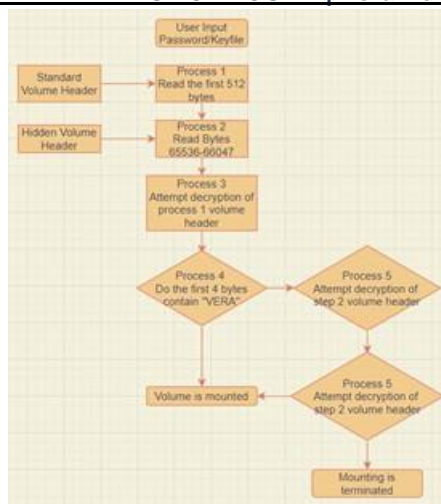 User Input
Password/Keyfile
Standard
Volume Header
Process 1
Read the first 512
bytes
Hidden Volume
Header
Process 2
Read Bytes
65536-66047
Process 3
Attempt decryption of
process 1 volume
header
Process 4
Do the first 4 bytes
contain "VERA"
Process 5
Attempt decryption of
step 2 volume header
Volume is mounted
Process 5
Attempt decryption of
step 2 volume header
Mounting is
terminated